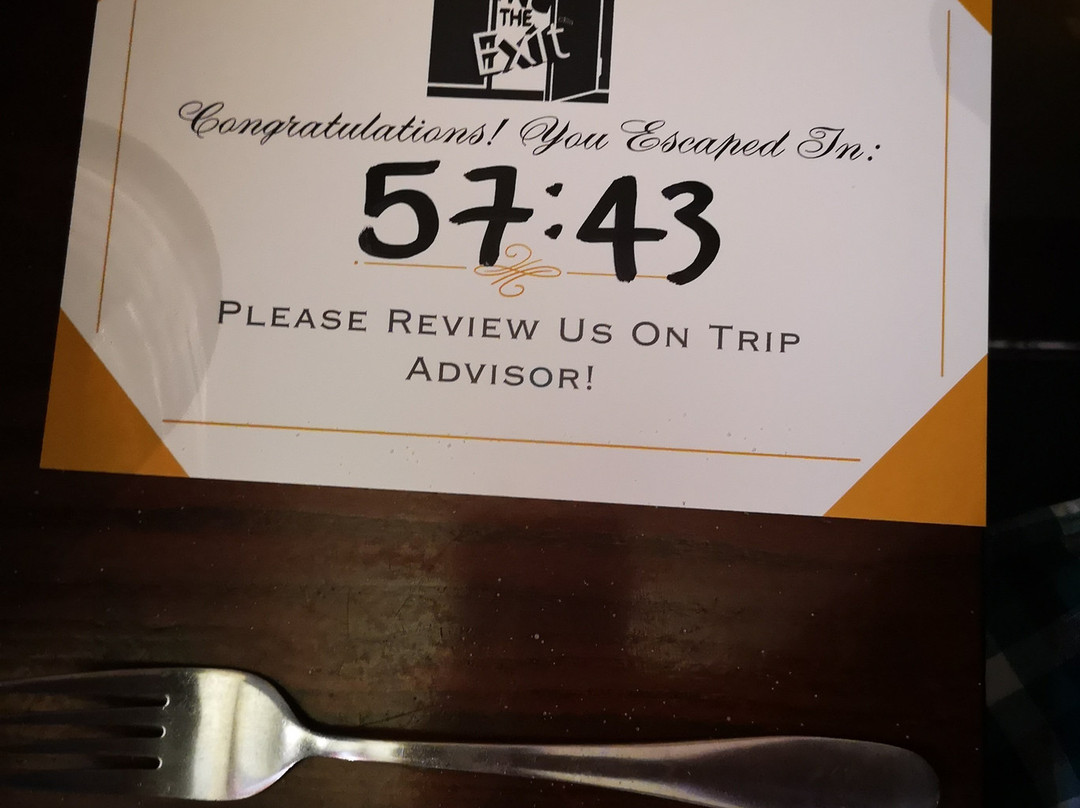 THE
Exit
Congratulations! You Escaped In:
57:43
Please Review Us On Trip
Advisor!